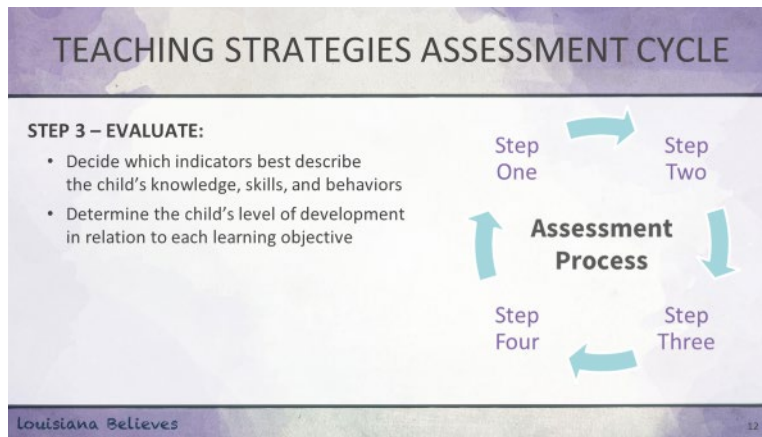 TEACHING STRATEGIES ASSESSMENT CYCLE
STEP 3 – EVALUATE:
• Decide which indicators best describe
the child's knowledge, skills, and behaviors
• Determine the child's level of development
in relation to each learning objective
Step
One
Step
Two
Assessment
Process
Step
Four
Step
Three
Louisiana Believes
12